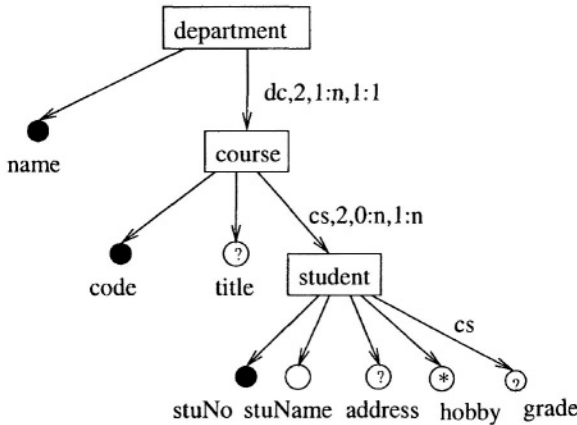 department
dc,2,1:n,1:1
name
course
cs,2,0:n,1:n
?
code
title
student
cs
?
*
?
stuNo stuName address hobby grade